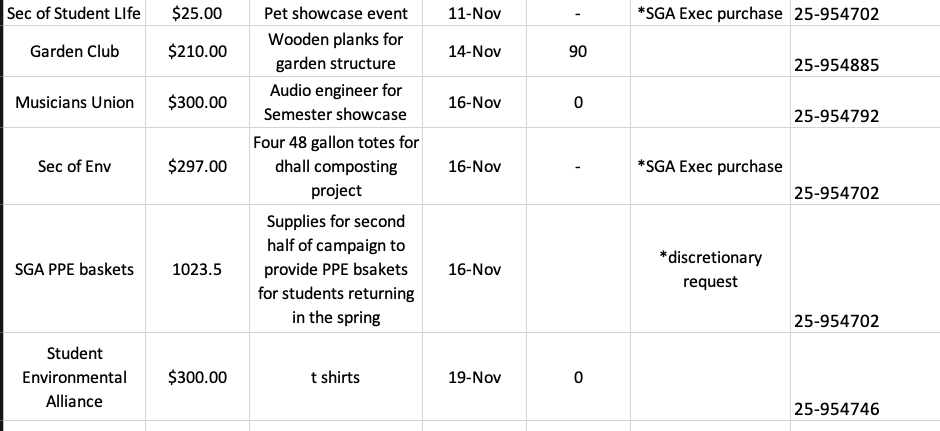 Sec of Student LIfe $25.00 Pet showcase event 11-Nov - *SGA Exec purchase 25-954702
Garden Club $210.00 Wooden planks for garden structure 14-Nov 90 25-954885
Musicians Union $300.00 Audio engineer for Semester showcase 16-Nov 0 25-954792
Sec of Env $297.00 Four 48 gallon totes for dhall composting project 16-Nov - *SGA Exec purchase 25-954702
SGA PPE baskets 1023.5 Supplies for second half of campaign to provide PPE bsakets for students returning in the spring 16-Nov *discretionary request 25-954702
Student Environmental Alliance $300.00 t shirts 19-Nov 0 25-954746